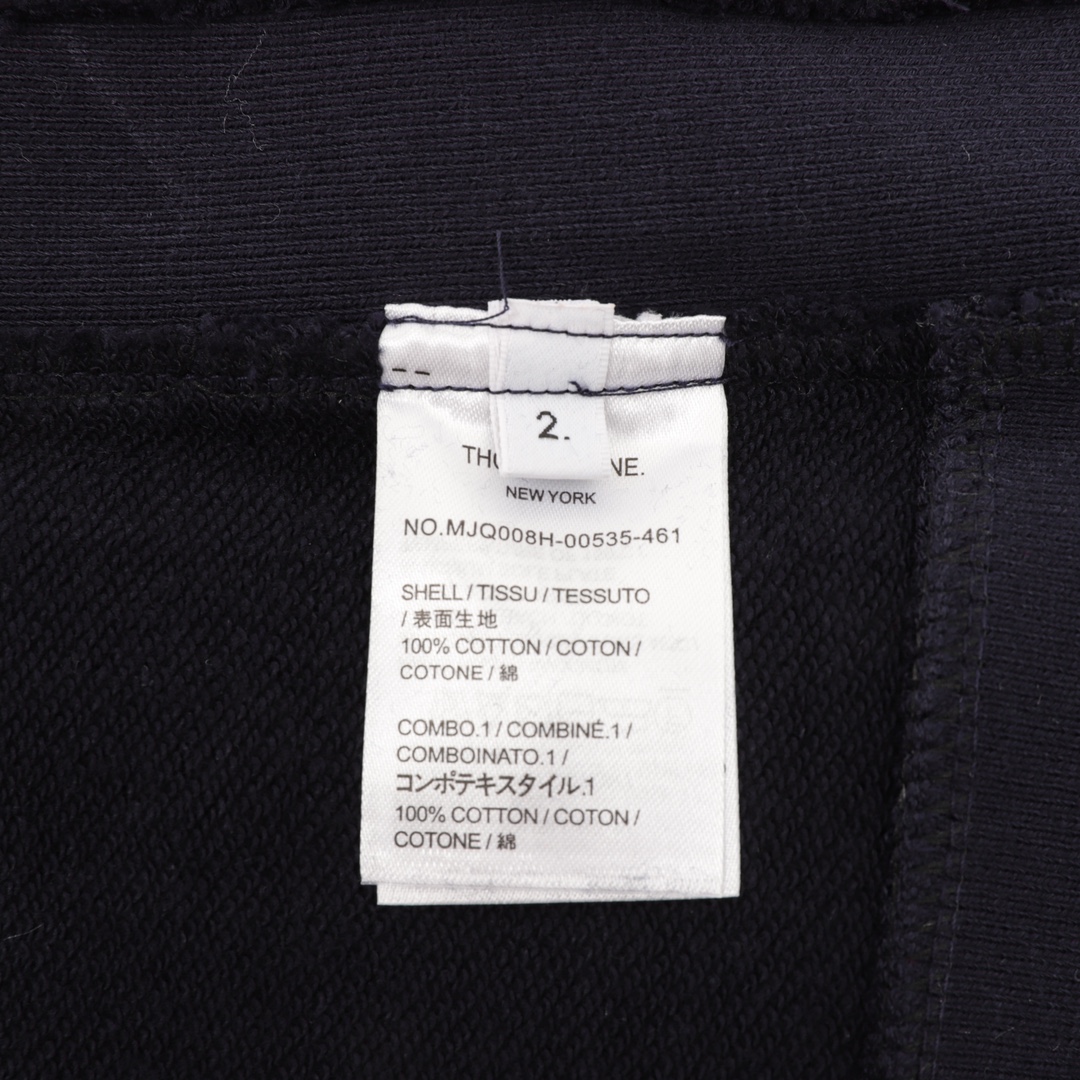 2.
TH NE.
NEW YORK
NO.MJQ008H-00535-461
SHELL / TISSU / TESSUTO
/ 表面生地
100% COTTON / COTON /
COTONE / 綿
COMBO.1 / COMBINÉ.1 /
COMBOINATO.1 /
コンポテキスタイル.1
100% COTTON / COTON /
COTONE / 綿